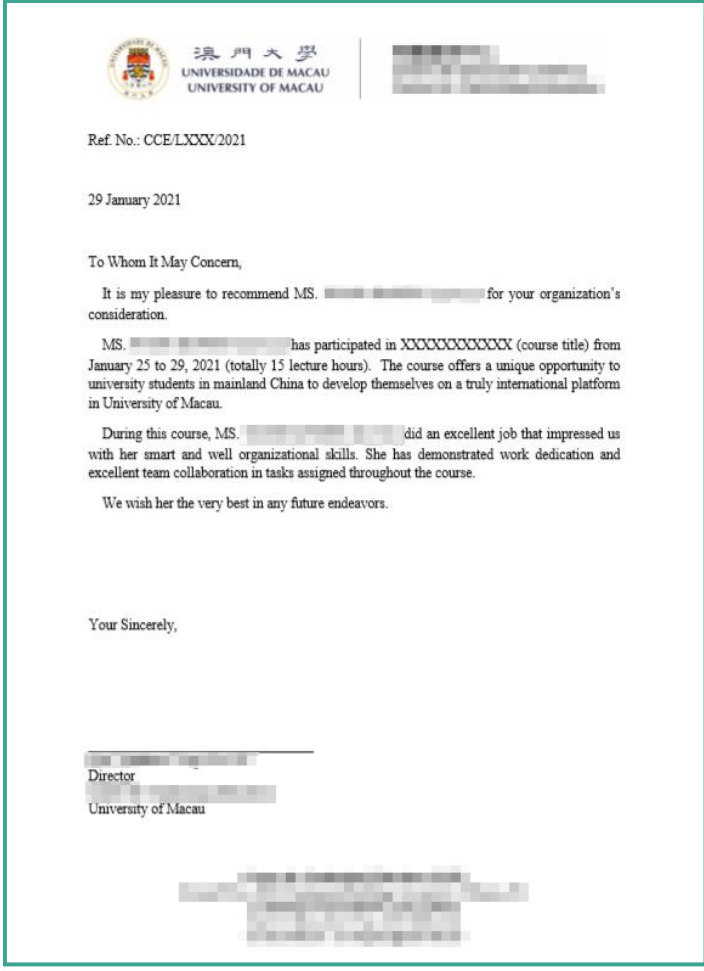 澳門大學
UNIVERSIDADE DE MACAU
UNIVERSITY OF MACAU
Ref. No.: CCE/LXXX/2021
29 January 2021
To Whom It May Concern,
It is my pleasure to recommend MS. for your organization's
consideration.
MS. has participated in XXXXXXXXXXXX (course title) from
January 25 to 29, 2021 (totally 15 lecture hours). The course offers a unique opportunity to
university students in mainland China to develop themselves on a truly international platform
in University of Macau.
During this course, MS. did an excellent job that impressed us
with her smart and well organizational skills. She has demonstrated work dedication and
excellent team collaboration in tasks assigned throughout the course.
We wish her the very best in any future endeavors.
Your Sincerely,
Director
University of Macau